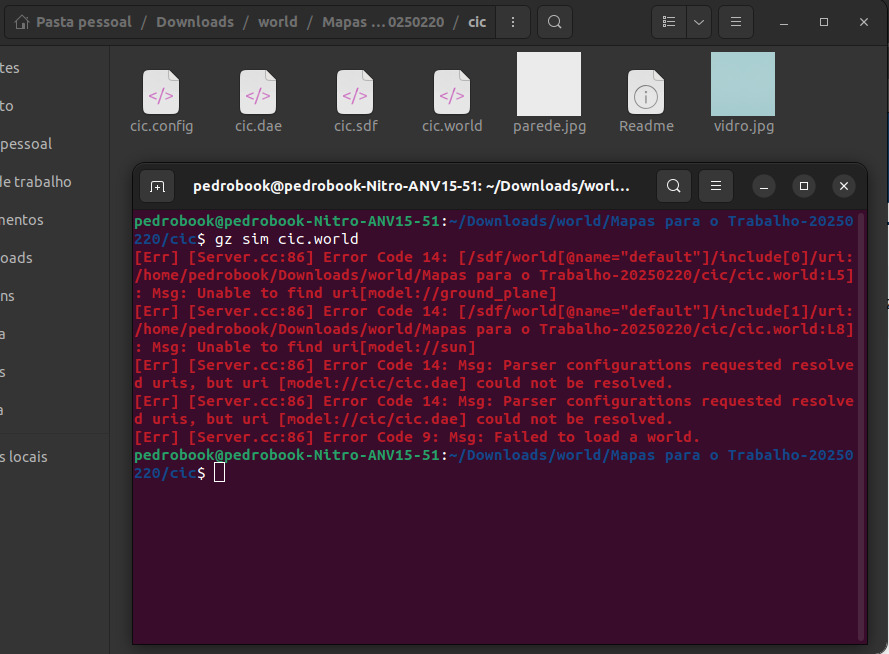 Pasta pessoal / Downloads / world / Mapas ...0250220 / cic
tes
to
pessoal
de trabalho
mentos
loads
ns
a
s
a
s locais
cic.config cic.dae cic.sdf cic.world parede.jpg Readme vidro.jpg
pedrobook@pedrobook-Nitro-ANV15-51: ~/Downloads/worl...
pedrobook@pedrobook-Nitro-ANV15-51:~/Downloads/world/Mapas para o Trabalho-20250
220/cic$ gz sim cic.world
[Err] [Server.cc:86] Error Code 14: [/sdf/world[@name="default"]/include[0]/uri:
/home/pedrobook/Downloads/world/Mapas para o Trabalho-20250220/cic/cic.world:L5]
: Msg: Unable to find uri[model://ground_plane]
[Err] [Server.cc:86] Error Code 14: [/sdf/world[@name="default"]/include[1]/uri:
/home/pedrobook/Downloads/world/Mapas para o Trabalho-20250220/cic/cic.world:L8]
: Msg: Unable to find uri[model://sun]
[Err] [Server.cc:86] Error Code 14: Msg: Parser configurations requested resolve
d uris, but uri [model://cic/cic.dae] could not be resolved.
[Err] [Server.cc:86] Error Code 14: Msg: Parser configurations requested resolve
d uris, but uri [model://cic/cic.dae] could not be resolved.
[Err] [Server.cc:86] Error Code 9: Msg: Failed to load a world.
pedrobook@pedrobook-Nitro-ANV15-51:~/Downloads/world/Mapas para o Trabalho-20250
220/cic$